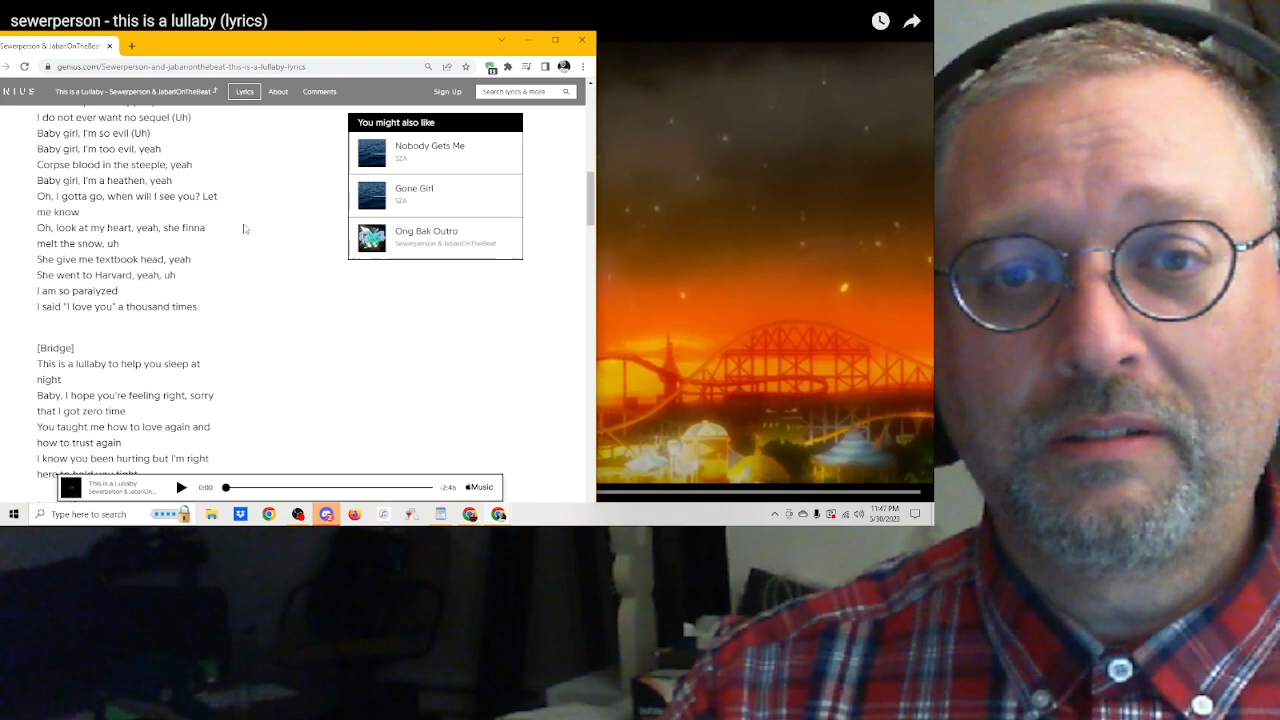 sewerperson - this is a lullaby (lyrics)
Sewerperson & JabariOnTheBeat
genius.com/Sewerperson-and-jabarionthebeat-this-is-a-lullaby-lyrics
NIUS
This is a Lullaby - Sewerperson & JabariOnTheBeat
Lyrics
About
Comments
Sign Up
Search lyrics & more
I do not ever want no sequel (Uh)
Baby girl, I'm so evil (Uh)
Baby girl, I'm too evil, yeah
Corpse blood in the steeple, yeah
Baby girl, I'm a heathen, yeah
Oh, I gotta go, when will I see you? Let
me know
Oh, look at my heart, yeah, she finna
melt the snow, uh
She give me textbook head, yeah
She went to Harvard, yeah, uh
I am so paralyzed
I said "I love you" a thousand times
[Bridge]
This is a lullaby to help you sleep at
night
Baby, I hope you're feeling right, sorry
that I got zero time
You taught me how to love again and
how to trust again
I know you been hurting but I'm right
here to hold you tight
You might also like
Nobody Gets Me
SZA
Gone Girl
SZA
Ong Bak Outro
Sewerperson & JabariOnTheBeat
This is a Lullaby
Sewerperson & JabariOn...
0:00
-2:46
Music
Type here to search
11:47 PM
5/30/2023